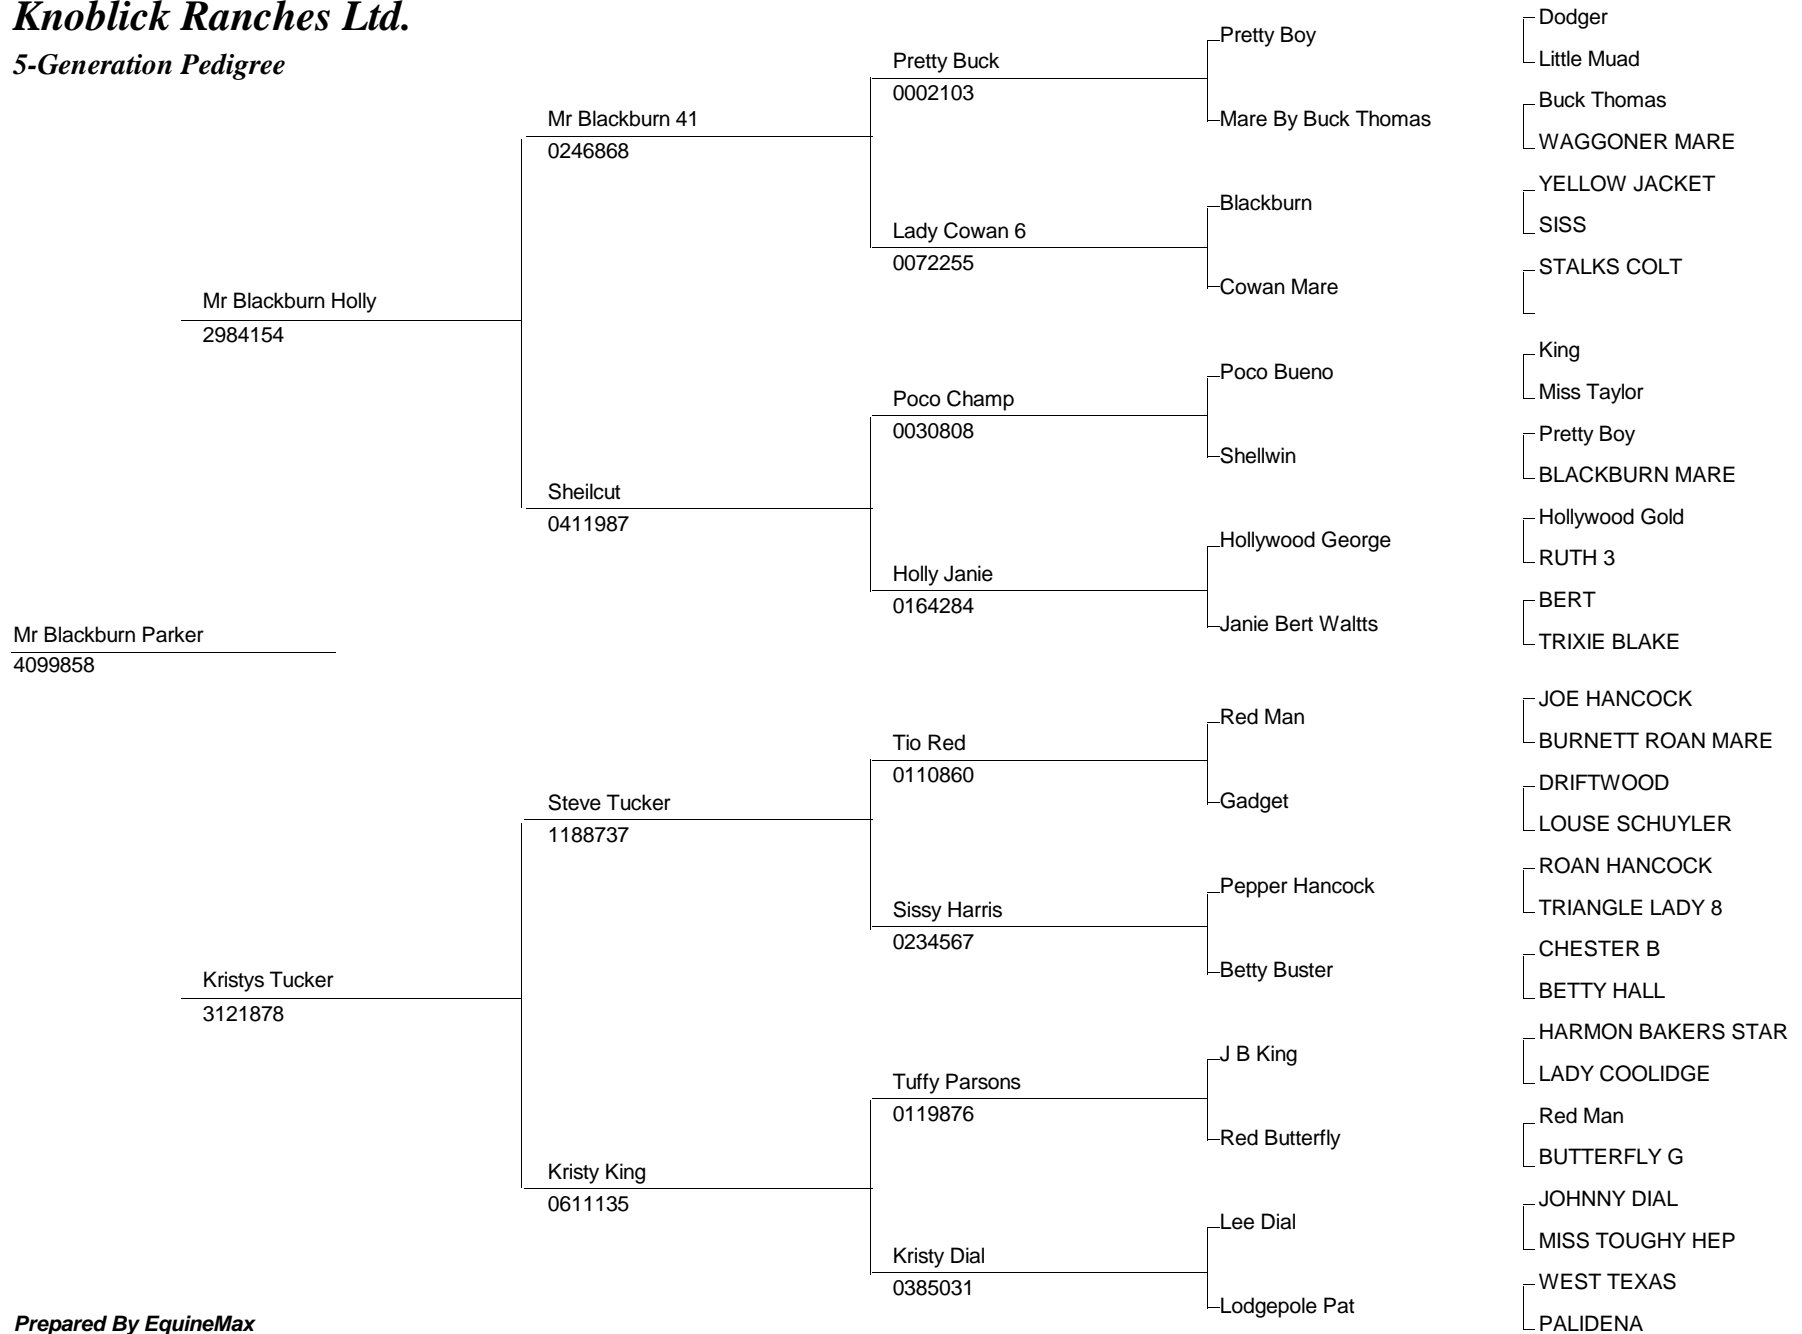 Knoblick Ranches Ltd.
5-Generation Pedigree
Mr Blackburn Parker
4099858
Mr Blackburn Holly
2984154
Kristys Tucker
3121878
Mr Blackburn 41
0246868
Sheilcut
0411987
Steve Tucker
1188737
Kristy King
0611135
Pretty Buck
0002103
Lady Cowan 6
0072255
Poco Champ
0030808
Holly Janie
0164284
Tio Red
0110860
Sissy Harris
0234567
Tuffy Parsons
0119876
Kristy Dial
0385031
Pretty Boy
Mare By Buck Thomas
Blackburn
Cowan Mare
Poco Bueno
Shellwin
Hollywood George
Janie Bert Waltts
Red Man
Gadget
Pepper Hancock
Betty Buster
J B King
Red Butterfly
Lee Dial
Lodgepole Pat
Dodger
Little Muad
Buck Thomas
WAGGONER MARE
YELLOW JACKET
SISS
STALKS COLT
King
Miss Taylor
Pretty Boy
BLACKBURN MARE
Hollywood Gold
RUTH 3
BERT
TRIXIE BLAKE
JOE HANCOCK
BURNETT ROAN MARE
DRIFTWOOD
LOUSE SCHUYLER
ROAN HANCOCK
TRIANGLE LADY 8
CHESTER B
BETTY HALL
HARMON BAKERS STAR
LADY COOLIDGE
Red Man
BUTTERFLY G
JOHNNY DIAL
MISS TOUGHY HEP
WEST TEXAS
PALIDENA
Prepared By EquineMax